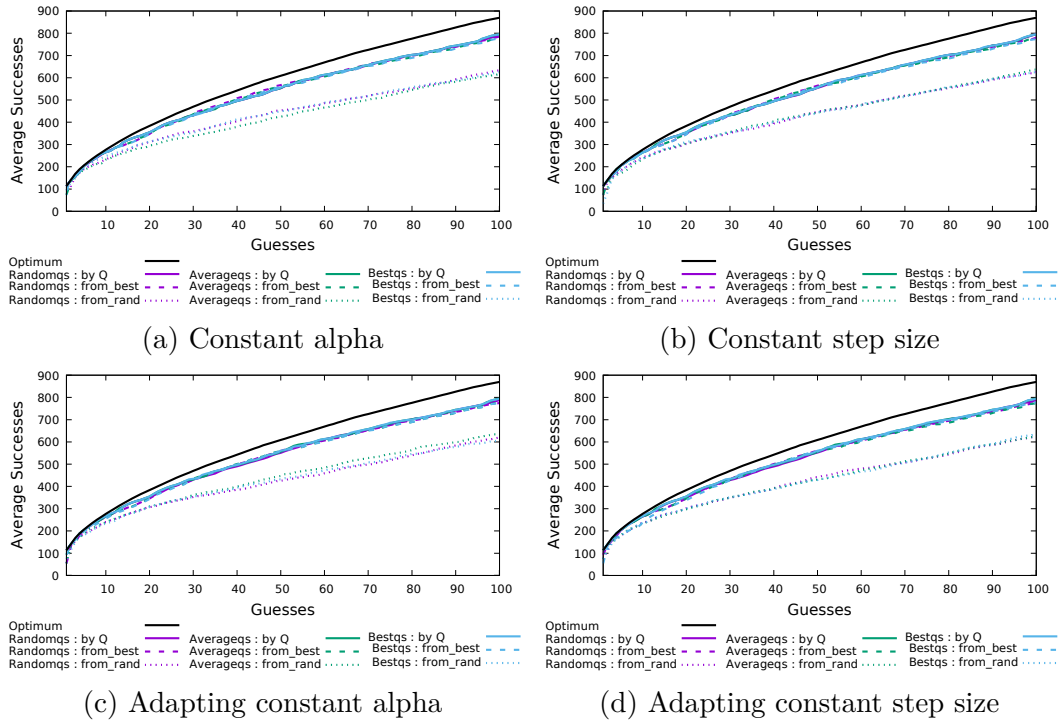 900
800
700
600
500
400
300
200
100
0
Average Successes
10 20 30 40 50 60 70 80 90 100
Guesses
Optimum
Randomqs : by Q Averageqs : by Q Bestqs : by Q
Randomqs : from_best Averageqs : from_best Bestqs : from_best
Randomqs : from_rand Averageqs : from_rand Bestqs : from_rand
(a) Constant alpha
900
800
700
600
500
400
300
200
100
0
Average Successes
10 20 30 40 50 60 70 80 90 100
Guesses
Optimum
Randomqs : by Q Averageqs : by Q Bestqs : by Q
Randomqs : from_best Averageqs : from_best Bestqs : from_best
Randomqs : from_rand Averageqs : from_rand Bestqs : from_rand
(b) Constant step size
900
800
700
600
500
400
300
200
100
0
Average Successes
10 20 30 40 50 60 70 80 90 100
Guesses
Optimum
Randomqs : by Q Averageqs : by Q Bestqs : by Q
Randomqs : from_best Averageqs : from_best Bestqs : from_best
Randomqs : from_rand Averageqs : from_rand Bestqs : from_rand
(c) Adapting constant alpha
900
800
700
600
500
400
300
200
100
0
Average Successes
10 20 30 40 50 60 70 80 90 100
Guesses
Optimum
Randomqs : by Q Averageqs : by Q Bestqs : by Q
Randomqs : from_best Averageqs : from_best Bestqs : from_best
Randomqs : from_rand Averageqs : from_rand Bestqs : from_rand
(d) Adapting constant step size